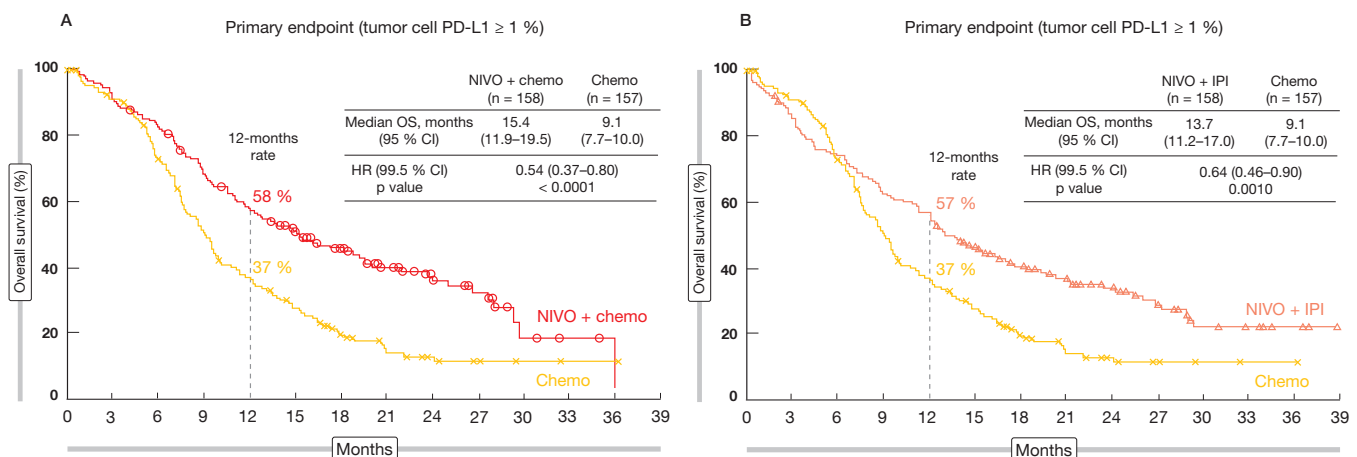 A
Primary endpoint (tumor cell PD-L1 ≥ 1 %)
Overall survival (%)
100
80
60
40
20
0
NIVO + chemo Chemo
(n = 158) (n = 157)
Median OS, months 15.4 9.1
(95 % CI) (11.9–19.5) (7.7–10.0)
HR (99.5 % CI) 0.54 (0.37–0.80)
p value < 0.0001
12-months
rate
58 %
37 %
NIVO + chemo
Chemo
0 3 6 9 12 15 18 21 24 27 30 33 36 39
Months
B
Primary endpoint (tumor cell PD-L1 ≥ 1 %)
Overall survival (%)
100
80
60
40
20
0
NIVO + IPI Chemo
(n = 158) (n = 157)
Median OS, months 13.7 9.1
(95 % CI) (11.2–17.0) (7.7–10.0)
HR (99.5 % CI) 0.64 (0.46–0.90)
p value 0.0010
12-months
rate
57 %
37 %
NIVO + IPI
Chemo
0 3 6 9 12 15 18 21 24 27 30 33 36 39
Months